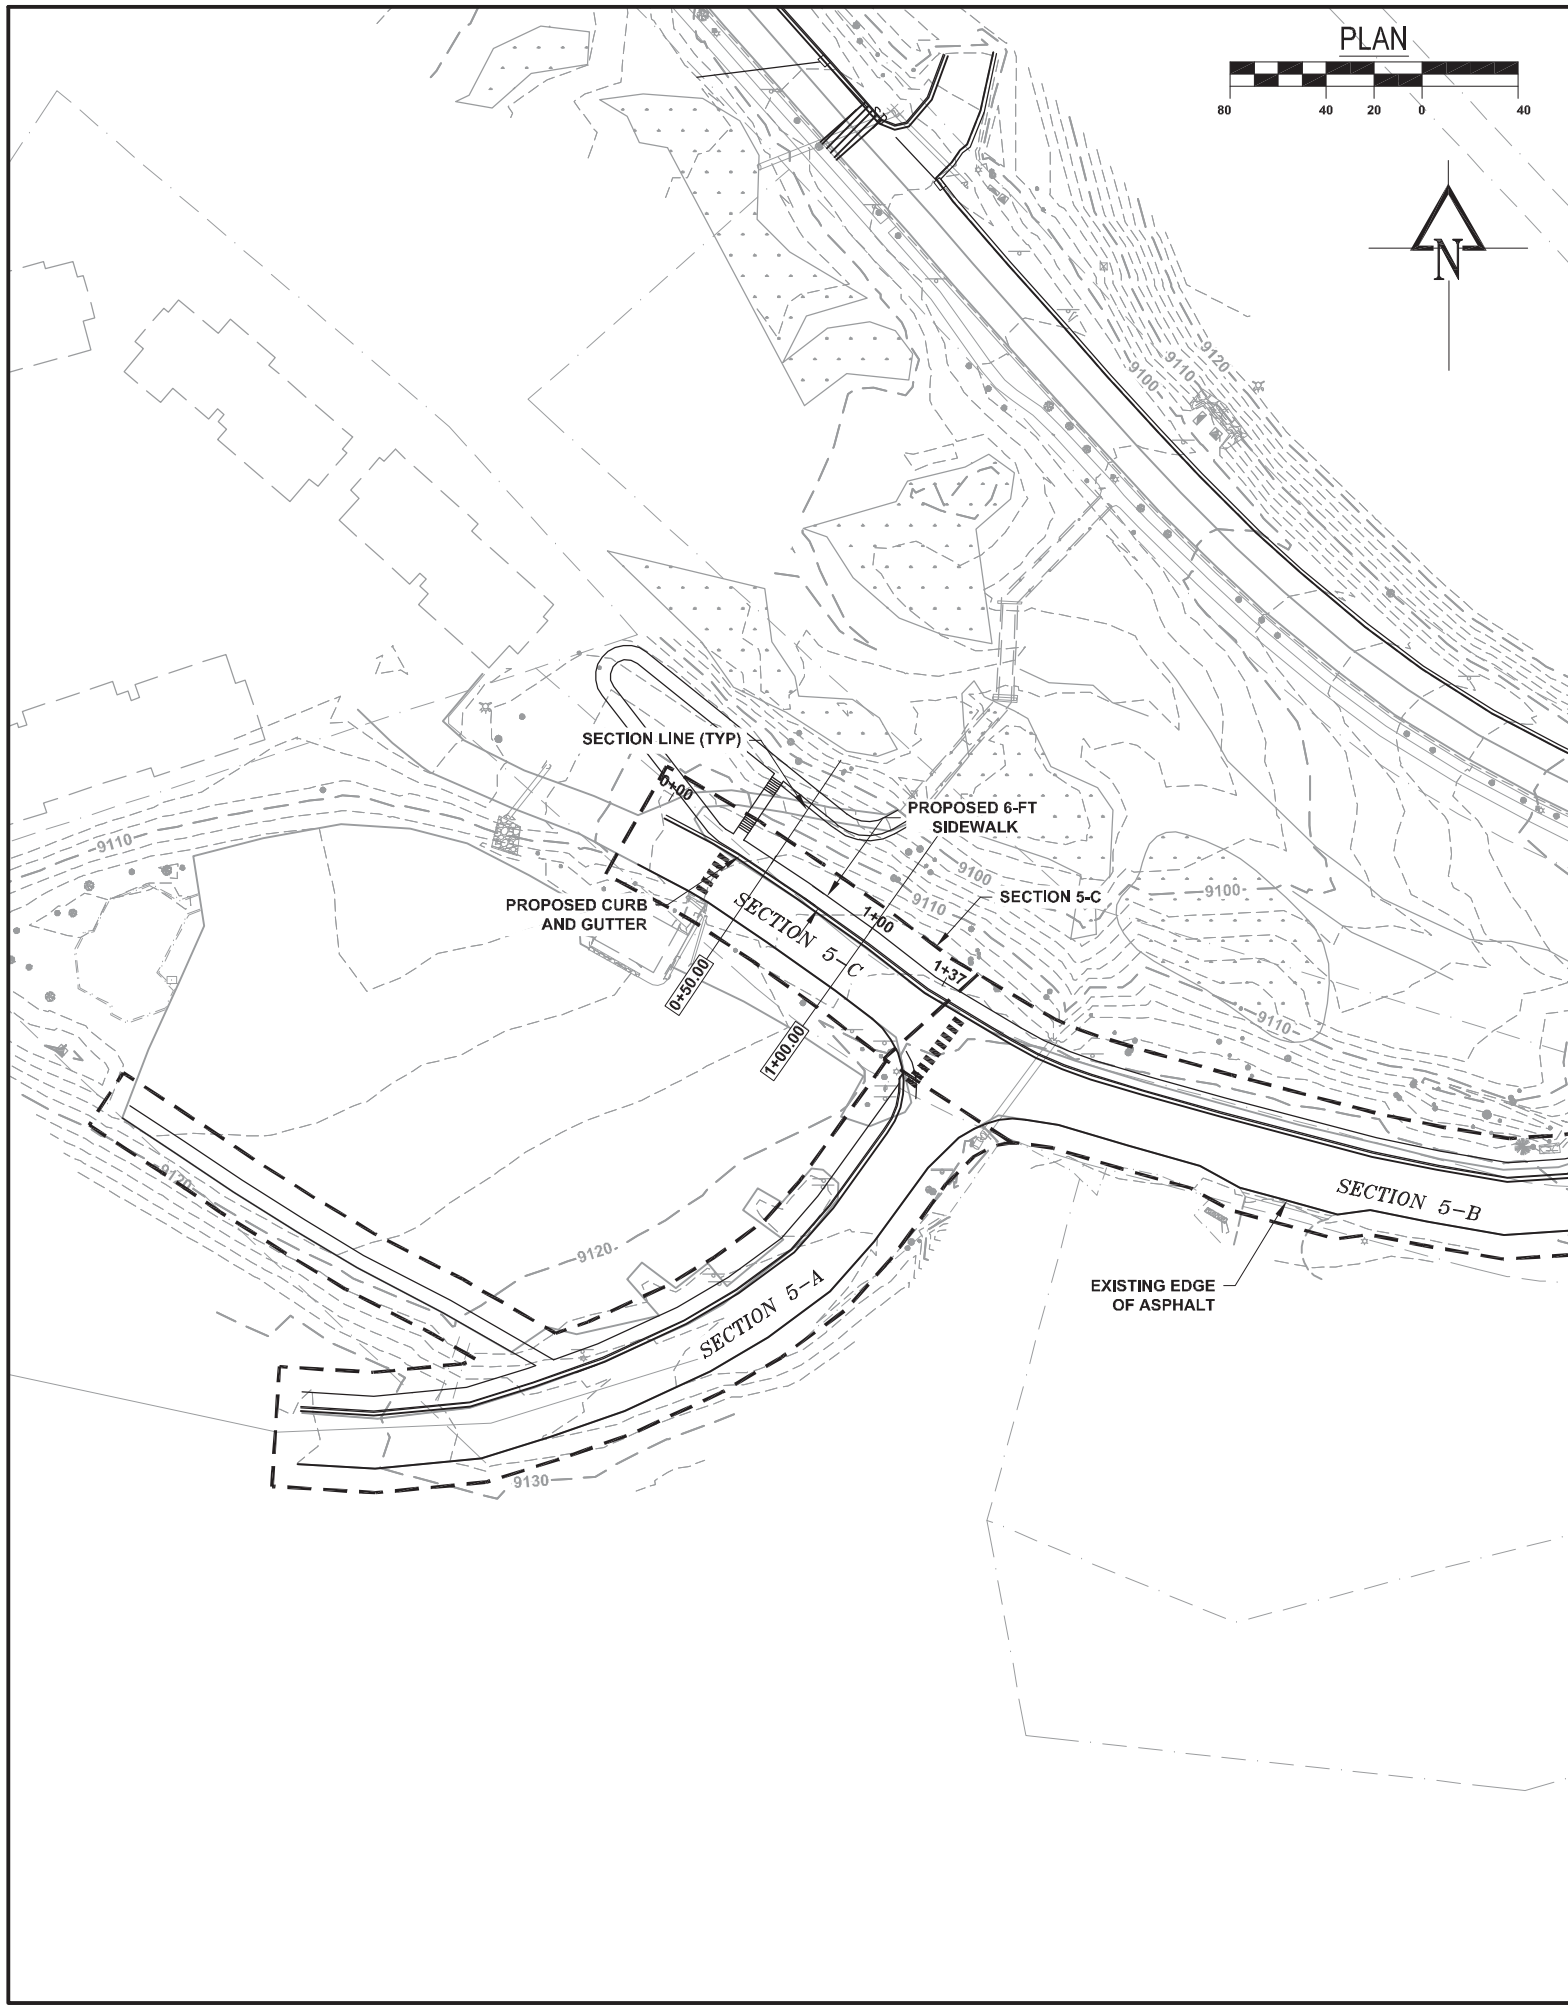 PLAN
80
40
20
0
40
N
9120
9110
9100
SECTION LINE (TYP)
0+00
PROPOSED 6-FT
SIDEWALK
9110
9100
9100
9110
SECTION 5-C
PROPOSED CURB
AND GUTTER
SECTION 5-C
1+00
1+37
0+50.00
9110
1+00.00
9120
SECTION 5-B
9120
EXISTING EDGE
OF ASPHALT
SECTION 5-A
9130